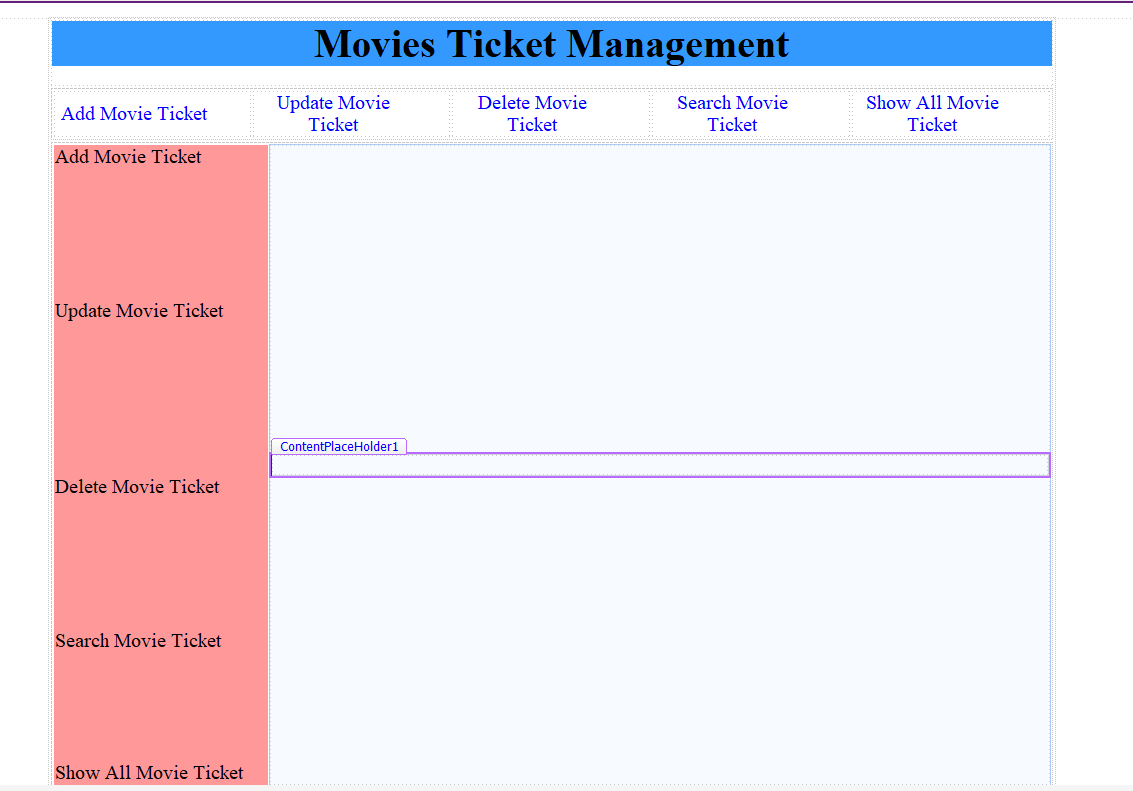 Movies Ticket Management
Add Movie Ticket
Update Movie
Ticket
Delete Movie
Ticket
Search Movie
Ticket
Show All Movie
Ticket
Add Movie Ticket
Update Movie Ticket
ContentPlaceHolder1
Delete Movie Ticket
Search Movie Ticket
Show All Movie Ticket